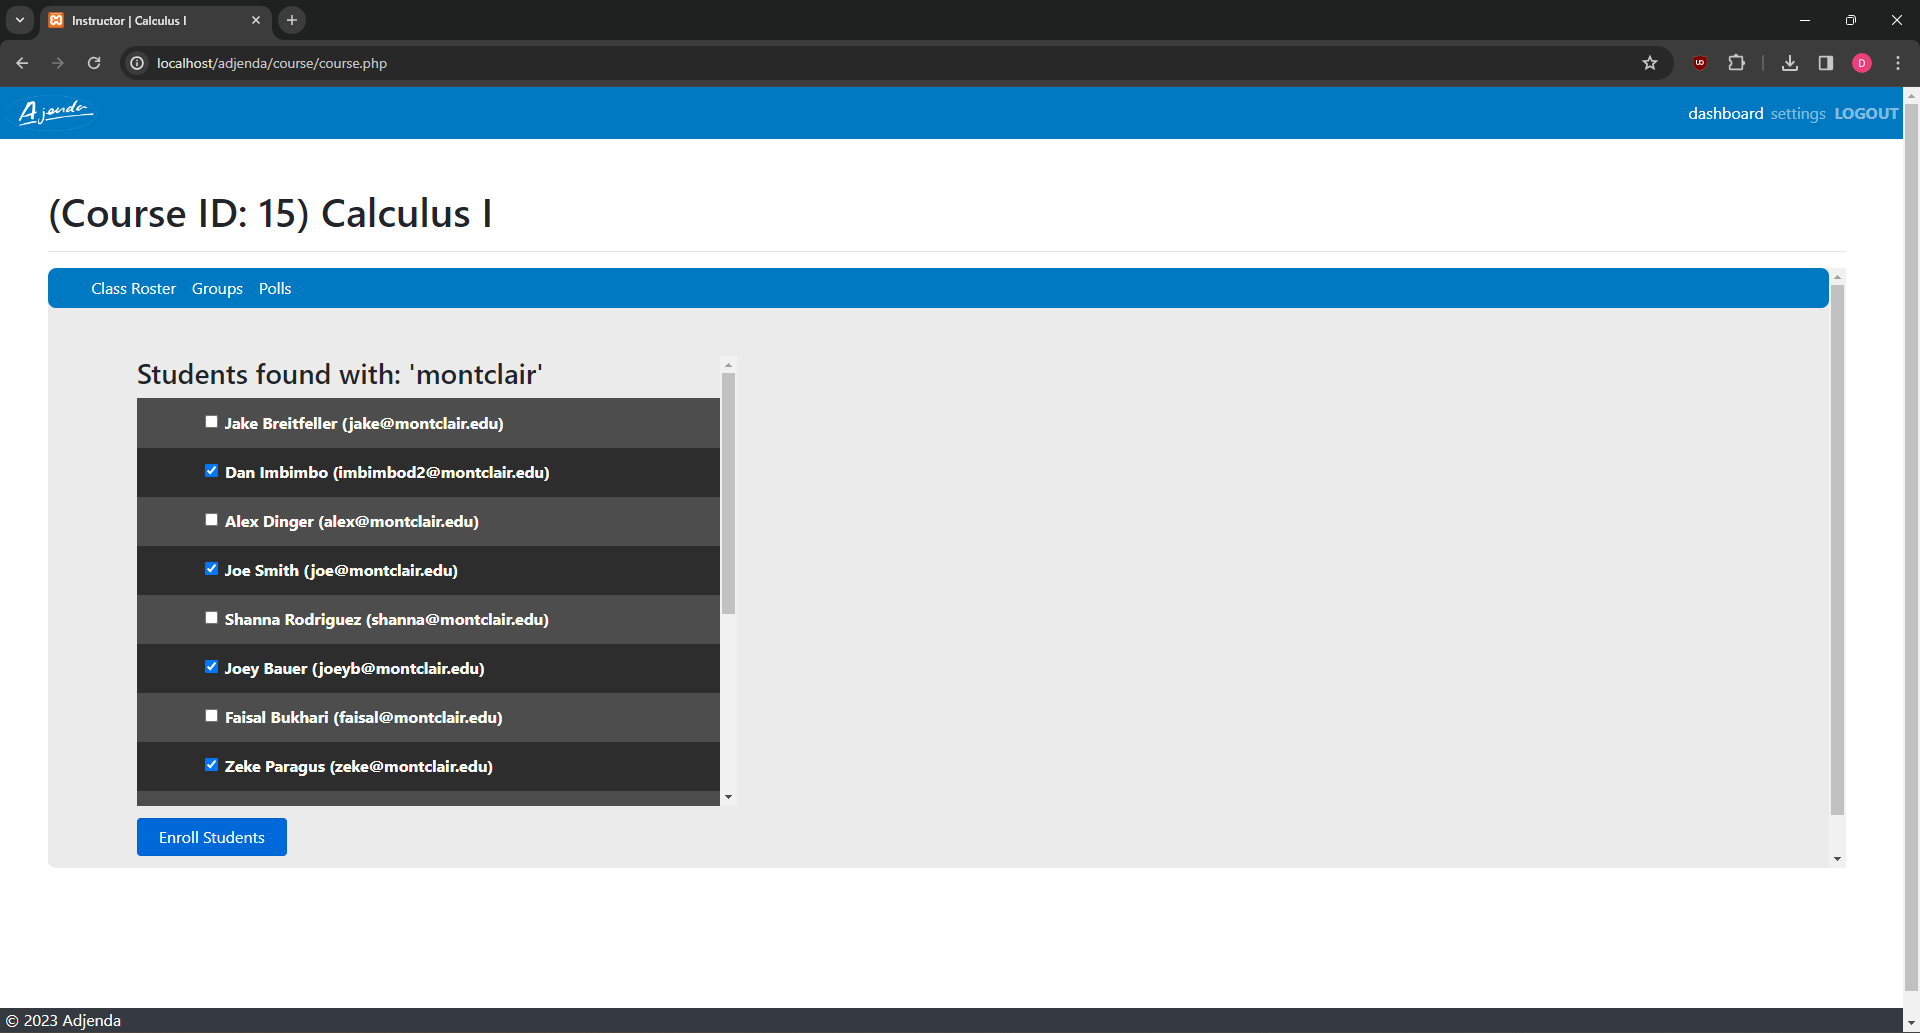 Instructor | Calculus I
localhost/adjenda/course/course.php
D
Ajenda
dashboard settings LOGOUT
(Course ID: 15) Calculus I
Class Roster Groups Polls
Students found with: 'montclair'
Jake Breitfeller (jake@montclair.edu)
Dan Imbimbo (imbimbod2@montclair.edu)
Alex Dinger (alex@montclair.edu)
Joe Smith (joe@montclair.edu)
Shanna Rodriguez (shanna@montclair.edu)
Joey Bauer (joeyb@montclair.edu)
Faisal Bukhari (faisal@montclair.edu)
Zeke Paragus (zeke@montclair.edu)
Enroll Students
© 2023 Adjenda